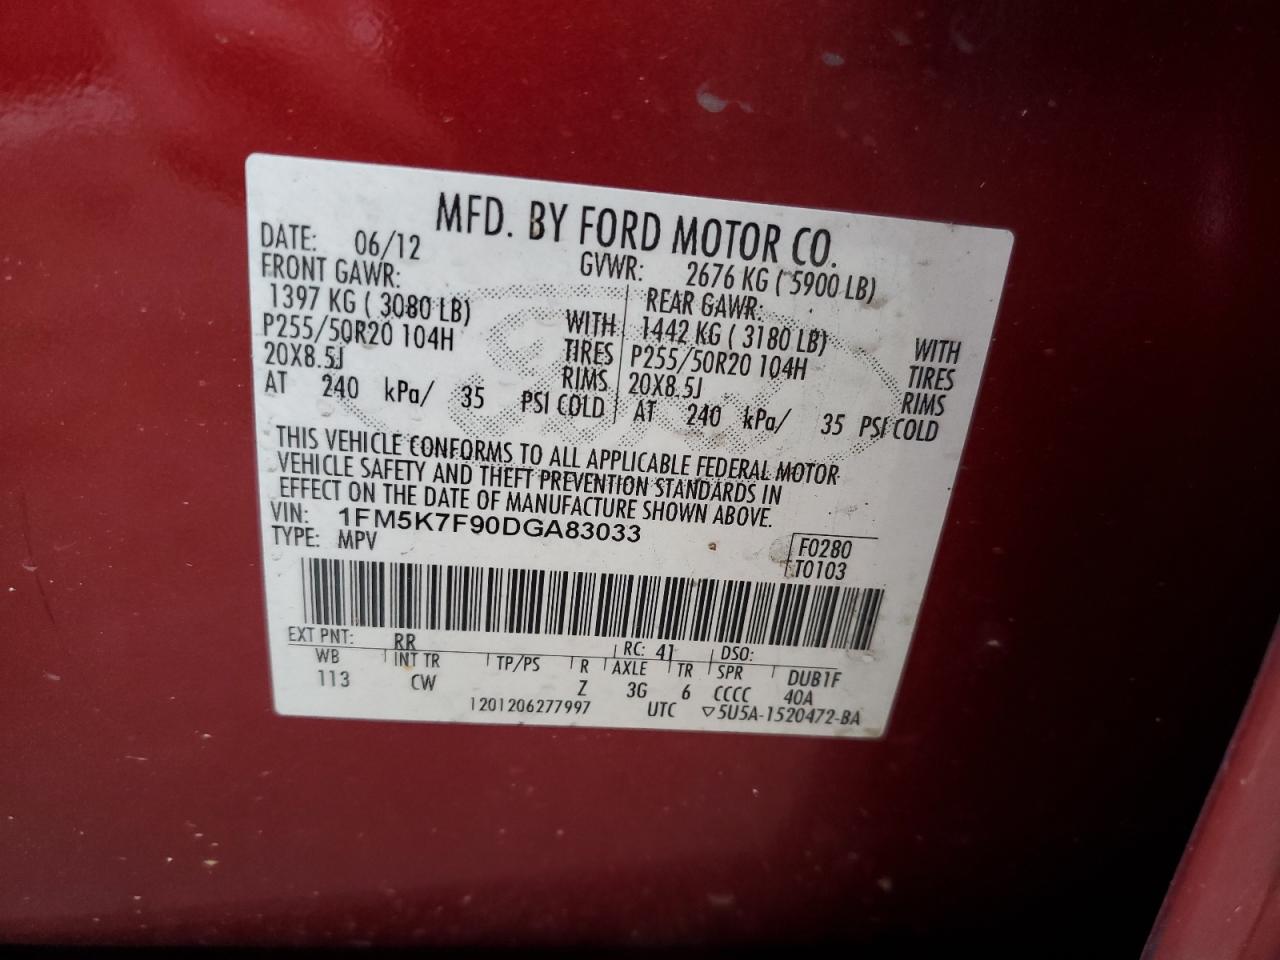 MFD. BY FORD MOTOR CO.
DATE: 06/12 GVWR: 2676 KG ( 5900 LB)
FRONT GAWR: REAR GAWR:
1397 KG ( 3080 LB) WITH 1442 KG ( 3180 LB) WITH
P255/50R20 104H TIRES P255/50R20 104H TIRES
20X8.5J RIMS 20X8.5J RIMS
AT 240 kPa/ 35 PSI COLD AT 240 kPa/ 35 PSI COLD
THIS VEHICLE CONFORMS TO ALL APPLICABLE FEDERAL MOTOR
VEHICLE SAFETY AND THEFT PREVENTION STANDARDS IN
EFFECT ON THE DATE OF MANUFACTURE SHOWN ABOVE.
VIN: 1FM5K7F90DGA83033
TYPE: MPV
F0280
T0103
EXT PNT: RR RC: 41 DSO:
WB INT TR TP/PS R AXLE TR SPR DUB1F
113 CW Z 3G 6 CCCC 40A
1201206277997 UTC ▽5U5A-1520472-BA